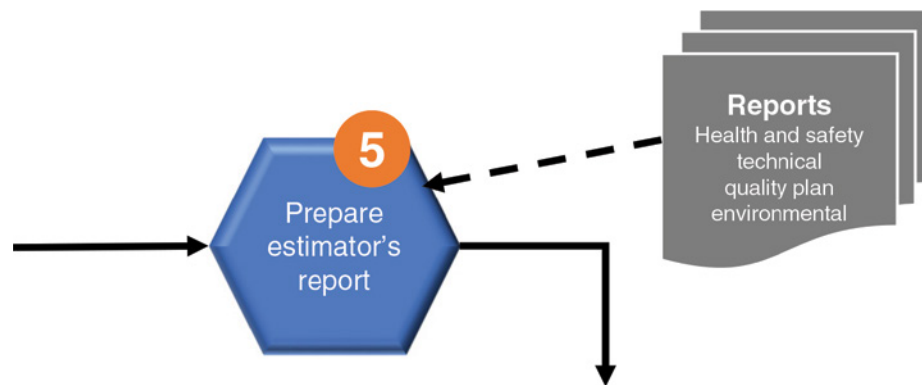 5
Prepare
estimator’s
report
Reports
Health and safety
technical
quality plan
environmental